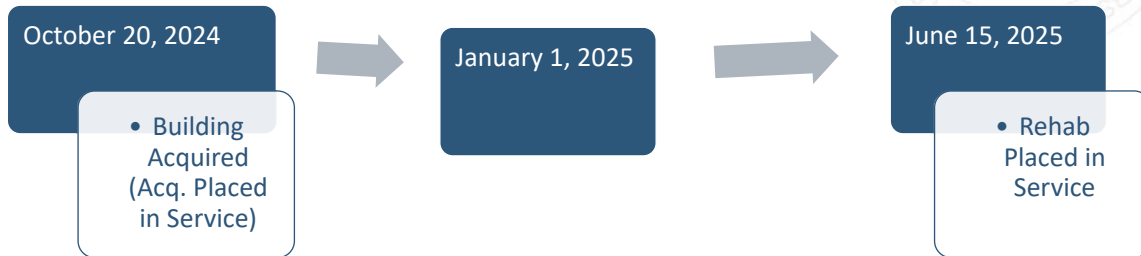 October 20, 2024
• Building
Acquired
(Acq. Placed
in Service)
January 1, 2025
June 15, 2025
• Rehab
Placed in
Service